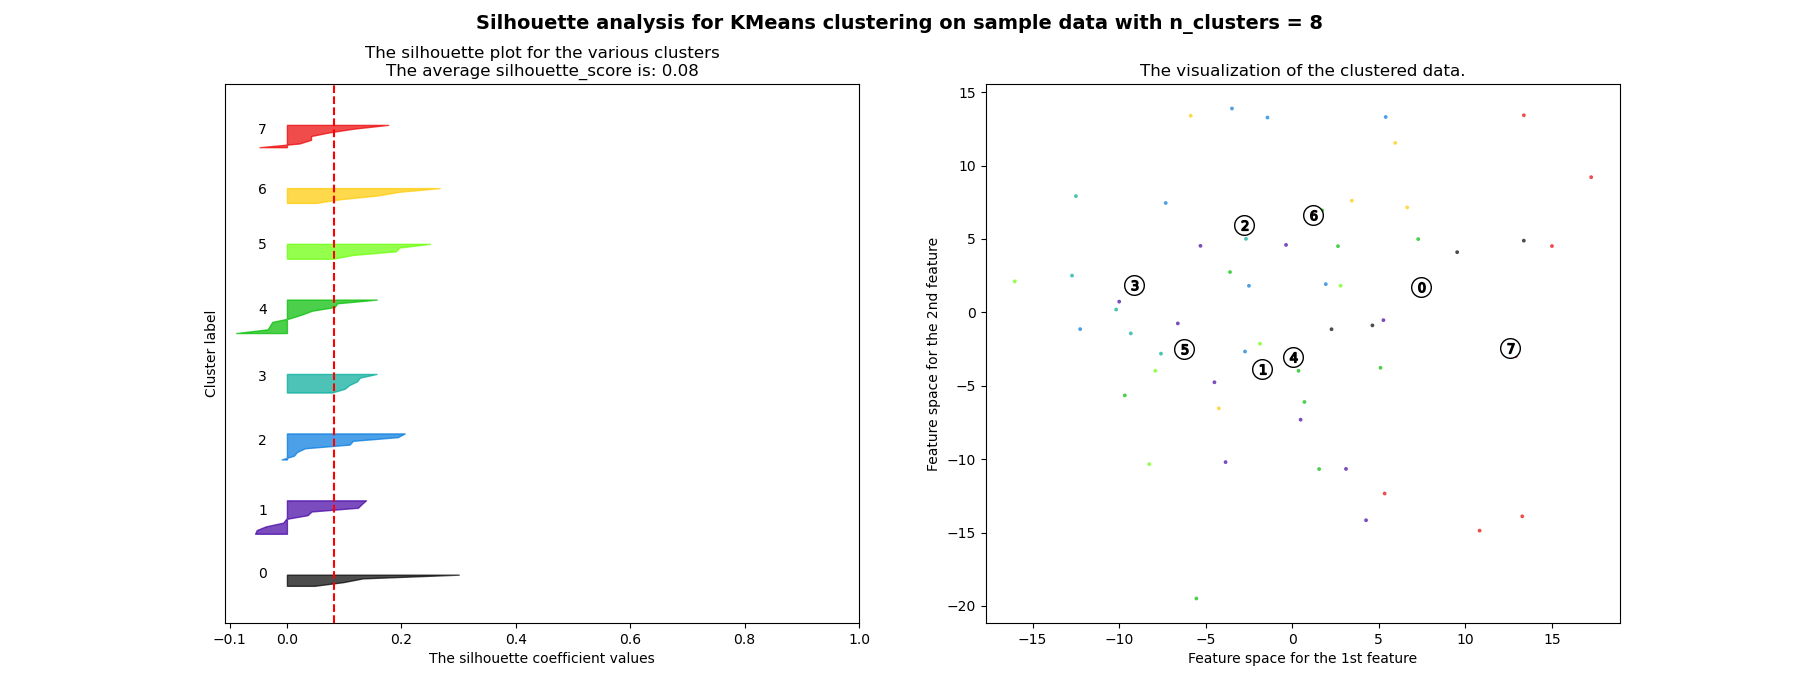 Silhouette analysis for KMeans clustering on sample data with n_clusters = 8
The silhouette plot for the various clusters
The average silhouette_score is: 0.08
7
6
5
4
3
2
1
0
Cluster label
−0.1 0.0 0.2 0.4 0.6 0.8 1.0
The silhouette coefficient values
The visualization of the clustered data.
15
10
5
0
−5
−10
−15
−20
Feature space for the 2nd feature
2 6
3 0
5 1 4 7
−15 −10 −5 0 5 10 15
Feature space for the 1st feature